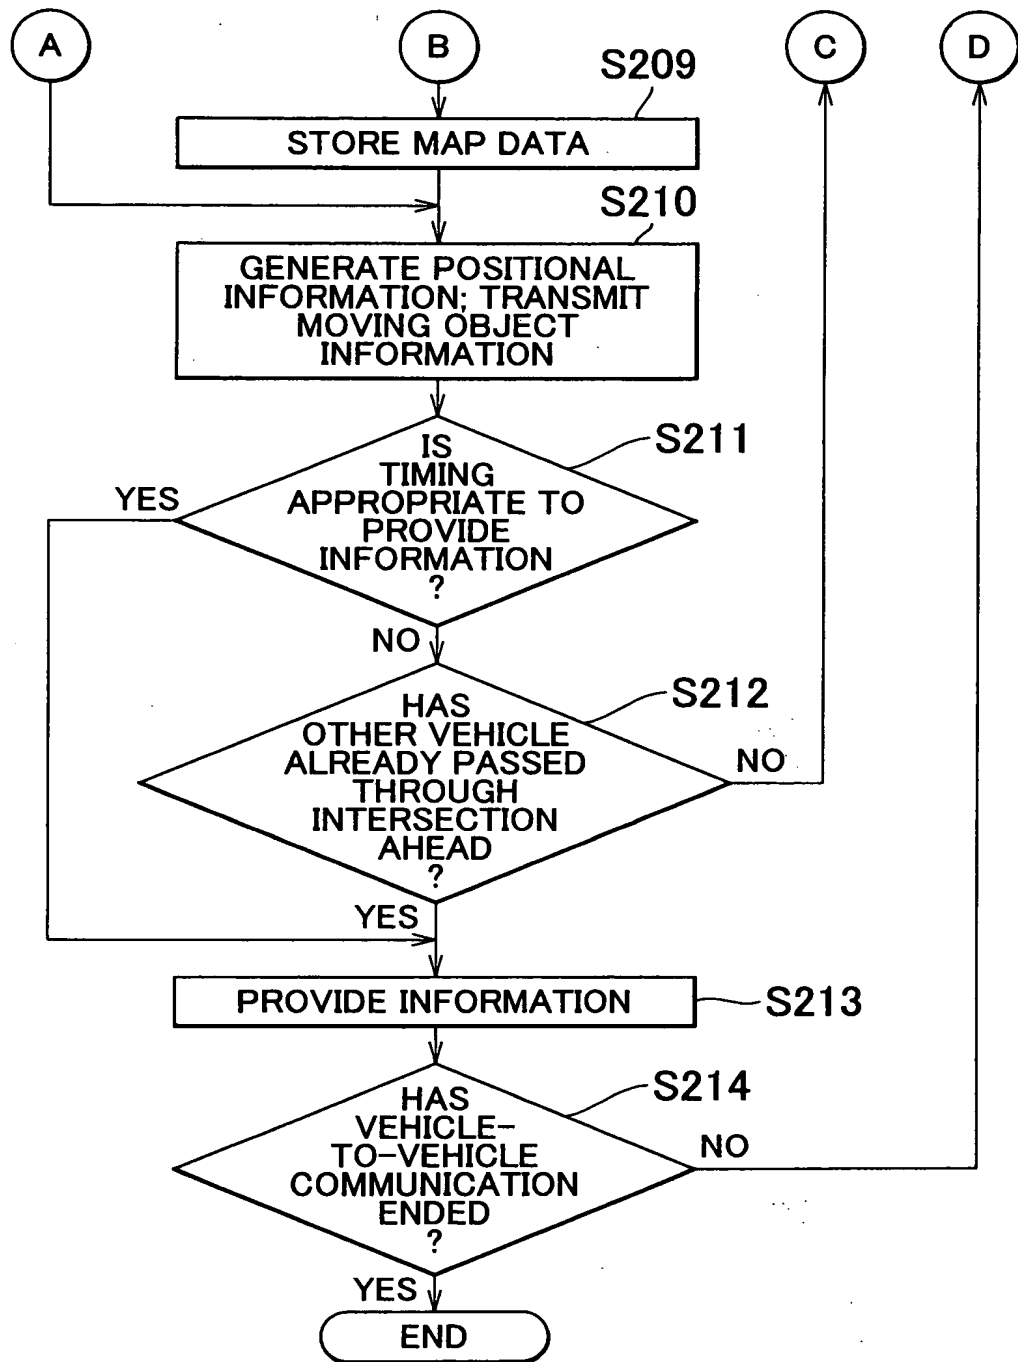 A
B
C
D
S209
STORE MAP DATA
S210
GENERATE POSITIONAL
INFORMATION; TRANSMIT
MOVING OBJECT
INFORMATION
S211
IS
TIMING
APPROPRIATE TO
PROVIDE
INFORMATION
?
YES
NO
S212
HAS
OTHER VEHICLE
ALREADY PASSED
THROUGH
INTERSECTION
AHEAD
?
NO
YES
PROVIDE INFORMATION
S213
S214
HAS
VEHICLE-
TO-VEHICLE
COMMUNICATION
ENDED
?
NO
YES
END